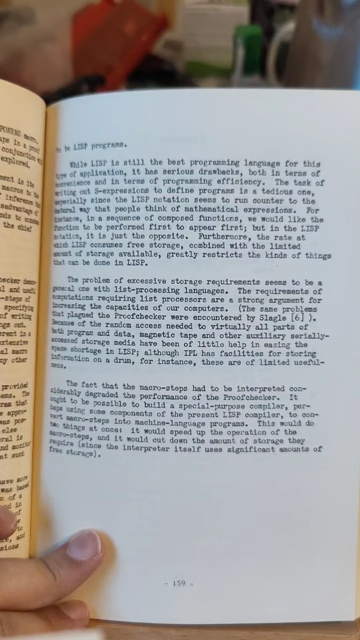 to be LISP programs.
While LISP is still the best programming language for this
type of application, it has serious drawbacks, both in terms of
convenience and in terms of programming efficiency. The task of
writing out S-expressions to define programs is a tedious one,
especially since the LISP notation seems to run counter to the
natural way that people think of mathematical expressions. For
instance, in a sequence of composed functions, we would like the
function to be performed first to appear first; but in the LISP
notation, it is just the opposite. Furthermore, the rate at
which LISP consumes free storage, combined with the limited
amount of storage available, greatly restricts the kinds of things
that can be done in LISP.
The problem of excessive storage requirements seems to be a
general one with list-processing languages. The requirements of
computations requiring list processors are a strong argument for
increasing the capacities of our computers. (The same problems
that plagued the Proofchecker were encountered by Slagle [6] ).
Because of the random access needed to virtually all parts of
both program and data, magnetic tape and other auxiliary serially-
accessed storage media have been of little help in easing the
space shortage in LISP; although IPL has facilities for storing
information on a drum, for instance, these are of limited useful-
ness.
The fact that the macro-steps had to be interpreted con-
siderably degraded the performance of the Proofchecker. It
ought to be possible to build a special-purpose compiler, per-
haps using some components of the present LISP compiler, to con-
vert macro-steps into machine-language programs. This would do
two things at once: it would speed up the operation of the
macro-steps, and it would cut down the amount of storage they
require (since the interpreter itself uses significant amounts of
free storage).
- 159 -